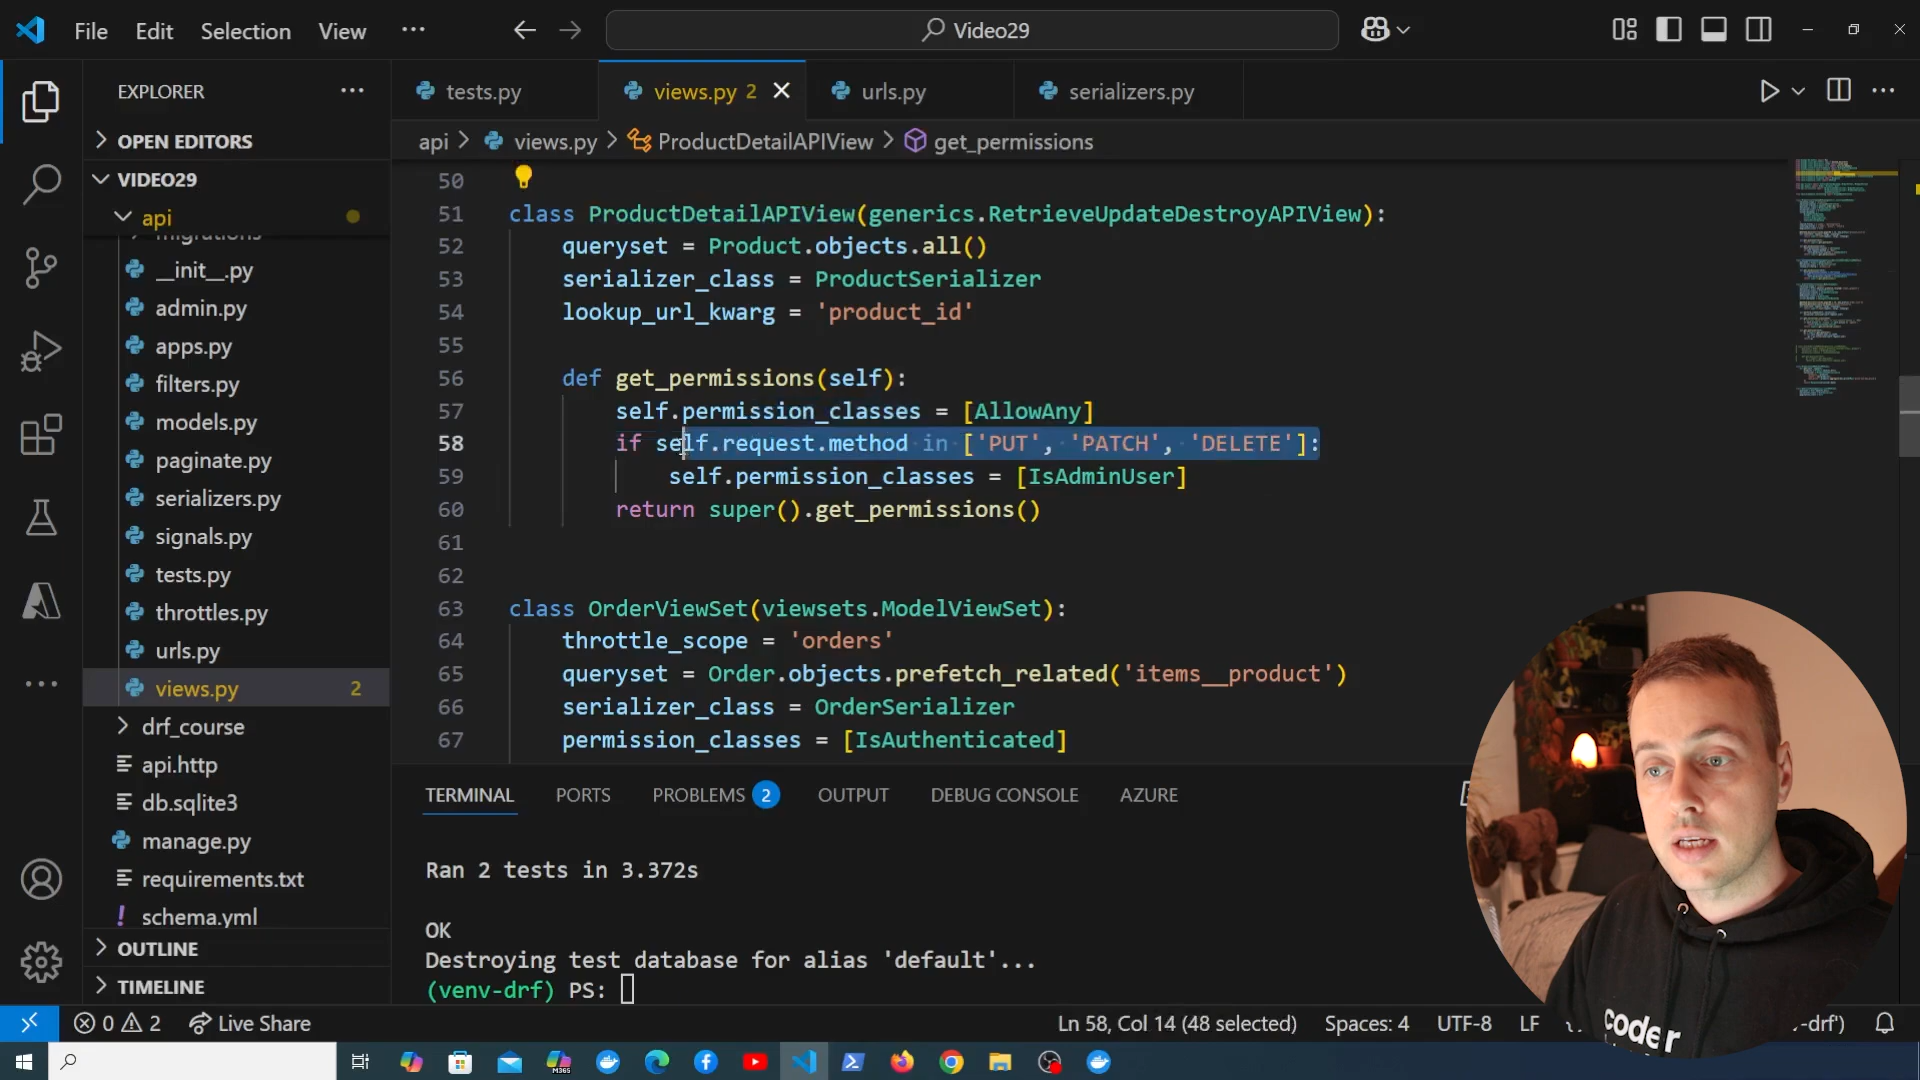 File Edit Selection View ... Video29
EXPLORER ...
OPEN EDITORS
VIDEO29
api
migrations
__init__.py
admin.py
apps.py
filters.py
models.py
paginate.py
serializers.py
signals.py
tests.py
throttles.py
urls.py
views.py 2
drf_course
api.http
db.sqlite3
manage.py
requirements.txt
schema.yml
OUTLINE
TIMELINE
tests.py views.py 2 urls.py serializers.py
api > views.py > ProductDetailAPIView > get_permissions
50
51 class ProductDetailAPIView(generics.RetrieveUpdateDestroyAPIView):
52 queryset = Product.objects.all()
53 serializer_class = ProductSerializer
54 lookup_url_kwarg = 'product_id'
55
56 def get_permissions(self):
57 self.permission_classes = [AllowAny]
58 if self.request.method in ['PUT', 'PATCH', 'DELETE']:
59 self.permission_classes = [IsAdminUser]
60 return super().get_permissions()
61
62
63 class OrderViewSet(viewsets.ModelViewSet):
64 throttle_scope = 'orders'
65 queryset = Order.objects.prefetch_related('items__product')
66 serializer_class = OrderSerializer
67 permission_classes = [IsAuthenticated]
TERMINAL PORTS PROBLEMS 2 OUTPUT DEBUG CONSOLE AZURE
Ran 2 tests in 3.372s
OK
Destroying test database for alias 'default'...
(venv-drf) PS:
coder
0 2 Live Share Ln 58, Col 14 (48 selected) Spaces: 4 UTF-8 LF -drf')
M365